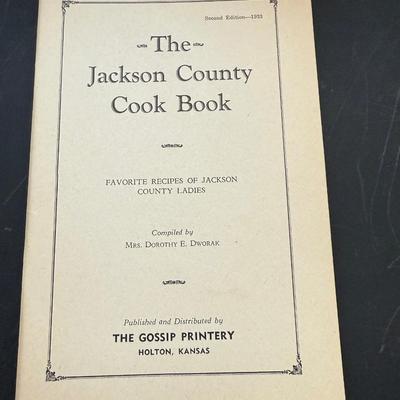 Second Edition—1933
The
Jackson County
Cook Book
FAVORITE RECIPES OF JACKSON
COUNTY LADIES
Compiled by
MRS. DOROTHY E. DWORAK
Published and Distributed by
THE GOSSIP PRINTERY
HOLTON, KANSAS